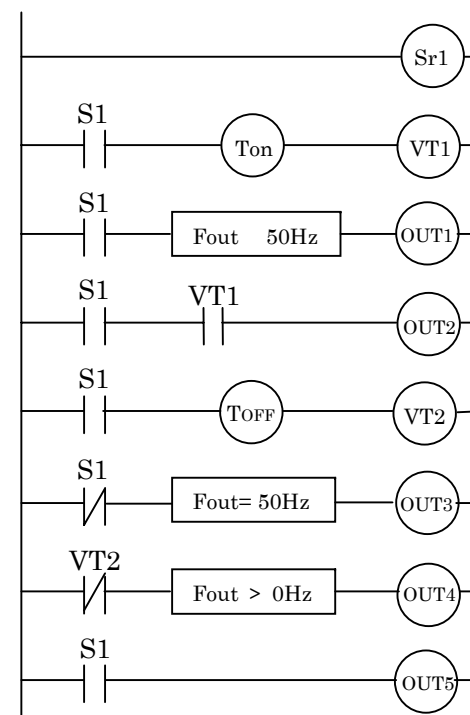 Sr1
S1
Ton VT1
S1
Fout 50Hz OUT1
S1 VT1
OUT2
S1
TOFF VT2
S1
Fout= 50Hz OUT3
VT2
Fout > 0Hz OUT4
S1
OUT5